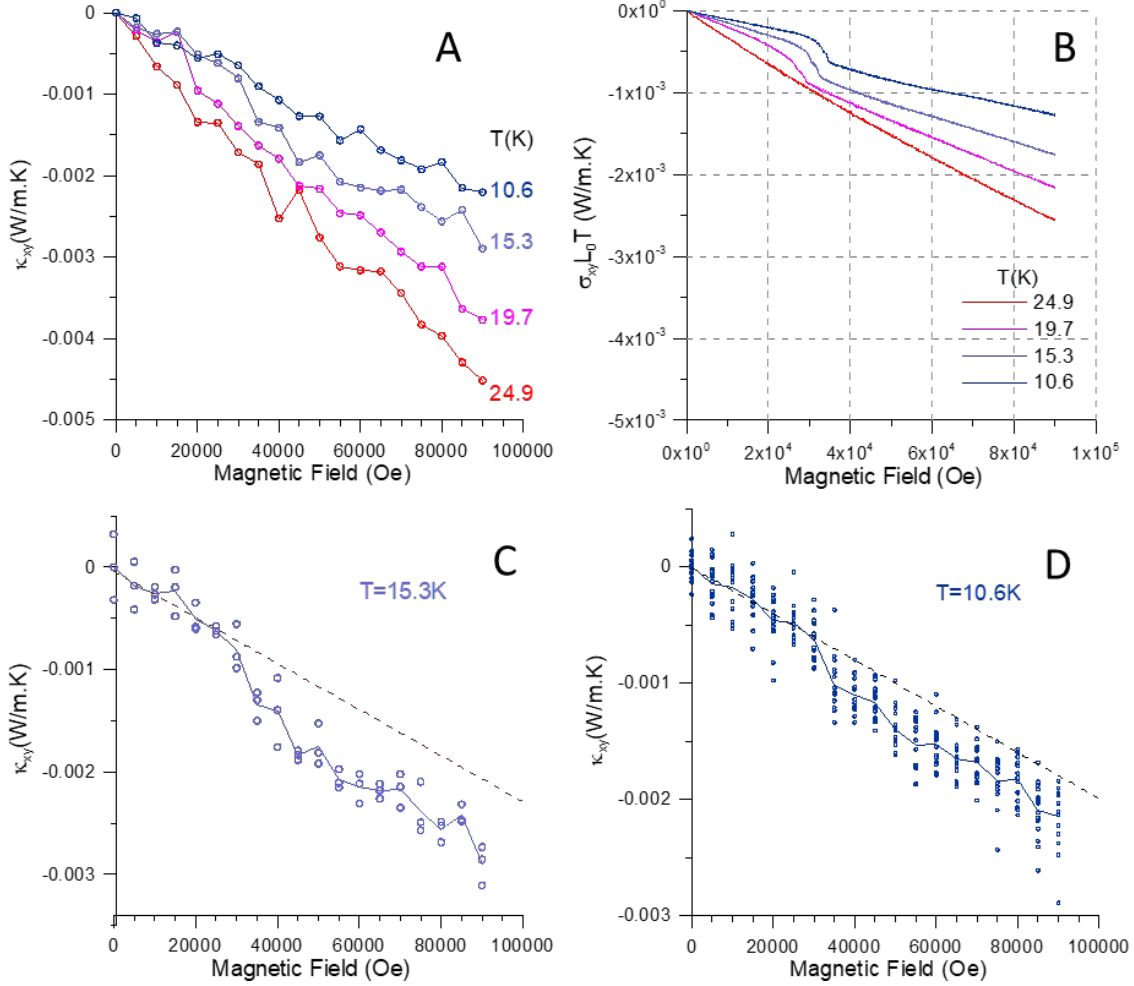 A
0
-0.001
-0.002
-0.003
-0.004
-0.005
κxy(W/m.K)
T(K)
10.6
15.3
19.7
24.9
0 20000 40000 60000 80000 100000
Magnetic Field (Oe)
B
0x10⁰
-1x10⁻³
-2x10⁻³
-3x10⁻³
-4x10⁻³
-5x10⁻³
σxyL₀T (W/m.K)
T(K)
24.9
19.7
15.3
10.6
0x10⁰ 2x10⁴ 4x10⁴ 6x10⁴ 8x10⁴ 1x10⁵
Magnetic Field (Oe)
C
T=15.3K
0
-0.001
-0.002
-0.003
κxy(W/m.K)
0 20000 40000 60000 80000 100000
Magnetic Field (Oe)
D
T=10.6K
0
-0.001
-0.002
-0.003
κxy(W/m.K)
0 20000 40000 60000 80000 100000
Magnetic Field (Oe)